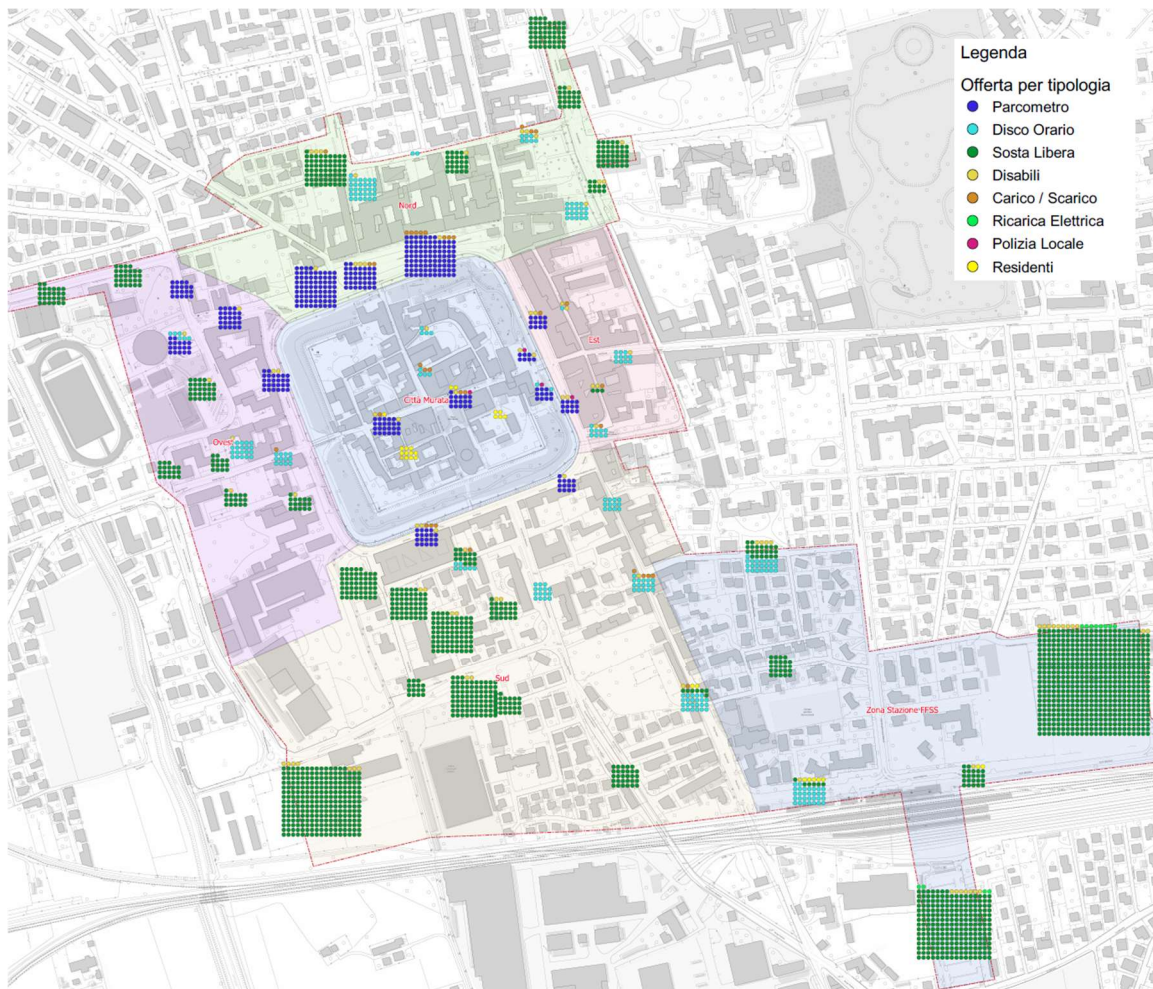 Legenda
Offerta per tipologia
Parcometro
Disco Orario
Sosta Libera
Disabili
Carico / Scarico
Ricarica Elettrica
Polizia Locale
Residenti
Nord
Est
Città Murata
Ovest
Sud
Zona Stazione FFSS